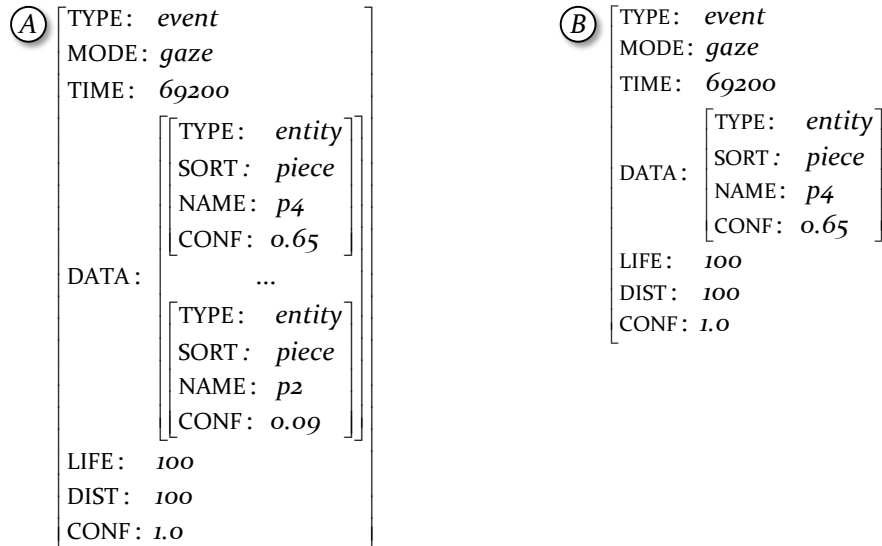 A
TYPE: event
MODE: gaze
TIME: 69200
TYPE: entity
SORT: piece
NAME: p4
CONF: 0.65
DATA: ...
TYPE: entity
SORT: piece
NAME: p2
CONF: 0.09
LIFE: 100
DIST: 100
CONF: 1.0
B
TYPE: event
MODE: gaze
TIME: 69200
TYPE: entity
SORT: piece
DATA:
NAME: p4
CONF: 0.65
LIFE: 100
DIST: 100
CONF: 1.0